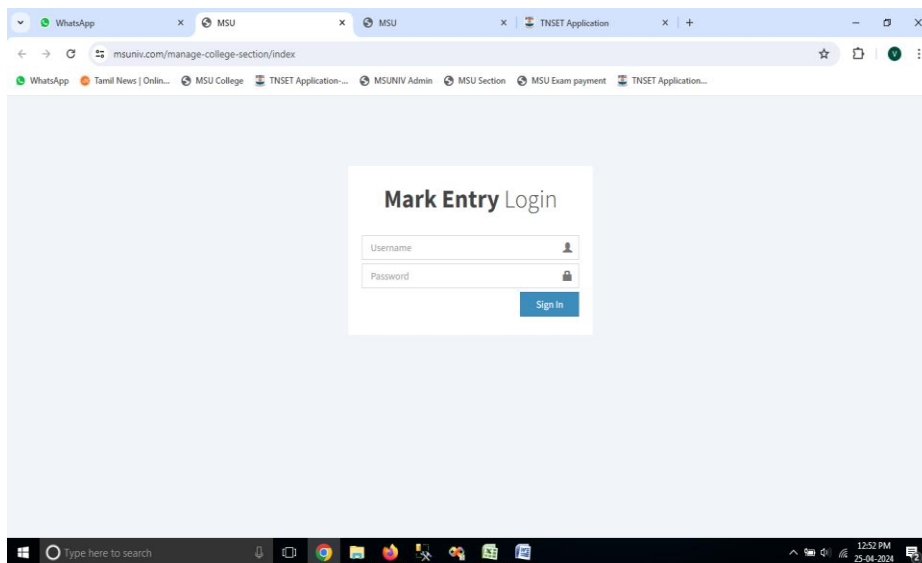 WhatsApp
MSU
MSU
TNSET Application
msuniv.com/manage-college-section/index
WhatsApp
Tamil News | Onlin...
MSU College
TNSET Application-...
MSUNIV Admin
MSU Section
MSU Exam payment
TNSET Application...
V
Mark Entry Login
Username
Password
Sign In
Type here to search
12:52 PM
25-04-2024
2